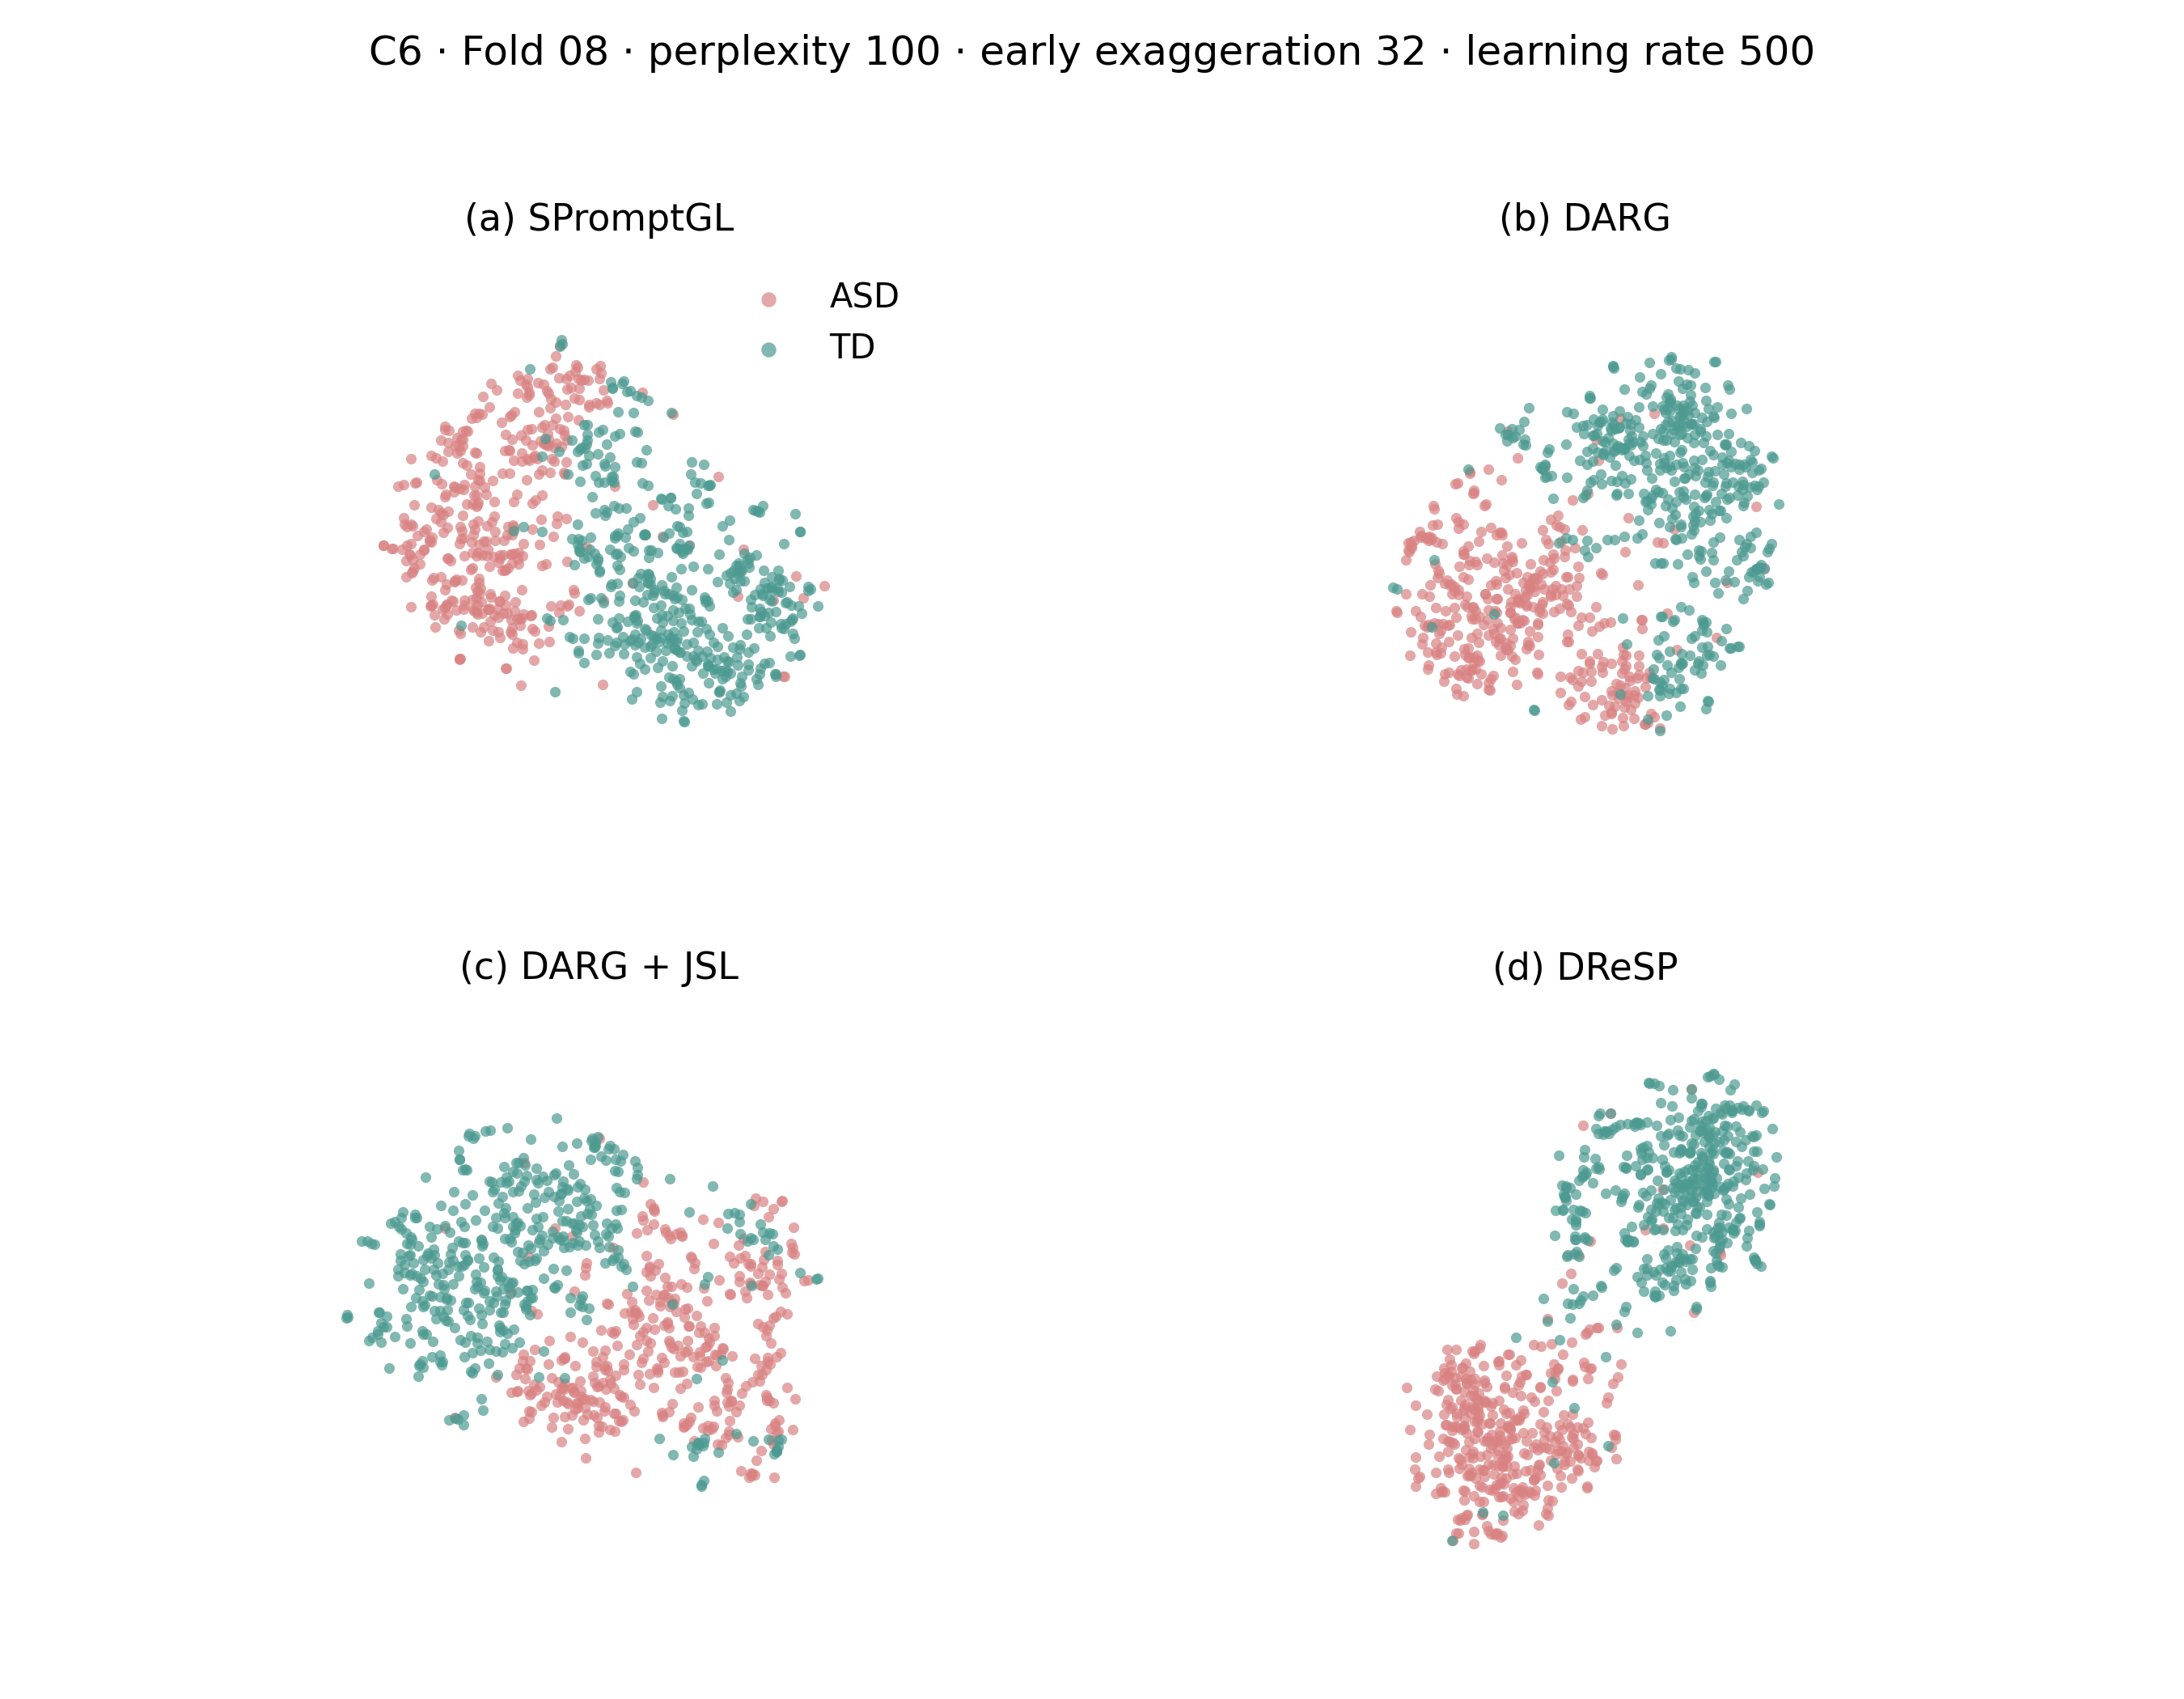 C6 · Fold 08 · perplexity 100 · early exaggeration 32 · learning rate 500
(a) SPromptGL
(b) DARG
ASD
TD
(c) DARG + JSL
(d) DReSP